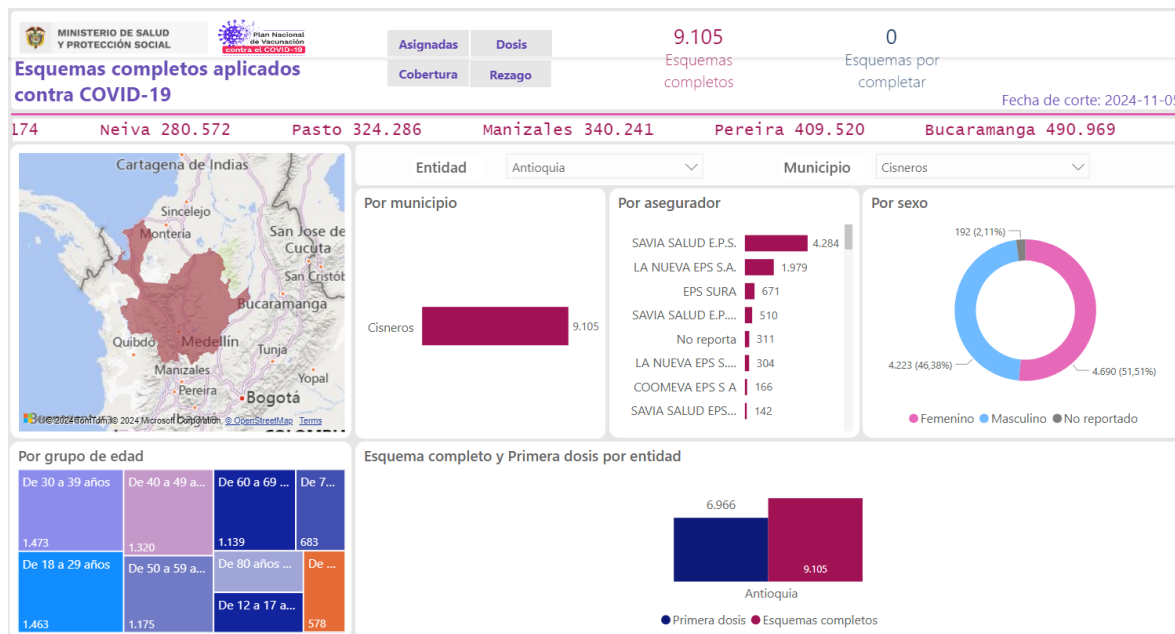 MINISTERIO DE SALUD
Y PROTECCIÓN SOCIAL
Plan Nacional
de Vacunación
contra el COVID-19
Esquemas completos aplicados
contra COVID-19
Asignadas
Dosis
Cobertura
Rezago
9.105
Esquemas
completos
0
Esquemas por
completar
Fecha de corte: 2024-11-05
174 Neiva 280.572 Pasto 324.286 Manizales 340.241 Pereira 409.520 Bucaramanga 490.969
Cartagena de Indias
Sincelejo
Montería
San Jose de
Cucuta
San Cristób
Bucaramanga
Quibdó
Medellín
Tunja
Manizales
Yopal
Pereira
Bogotá
Ibagué
© 2024 TomTom, © 2024 Microsoft Corporation, © OpenStreetMap Terms
Entidad
Antioquia
Municipio
Cisneros
Por municipio
Cisneros
9.105
Por asegurador
SAVIA SALUD E.P.S. 4.284
LA NUEVA EPS S.A. 1.979
EPS SURA 671
SAVIA SALUD E.P.... 510
No reporta 311
LA NUEVA EPS S.... 304
COOMEVA EPS S A 166
SAVIA SALUD EPS... 142
Por sexo
192 (2,11%)
4.223 (46,38%)
4.690 (51,51%)
Femenino Masculino No reportado
Por grupo de edad
De 30 a 39 años
1.473
De 40 a 49 a...
1.320
De 60 a 69 ...
1.139
De 7...
683
De 18 a 29 años
1.463
De 50 a 59 a...
1.175
De 80 años ...
De 12 a 17 a...
De ...
578
Esquema completo y Primera dosis por entidad
6.966
9.105
Antioquia
Primera dosis Esquemas completos